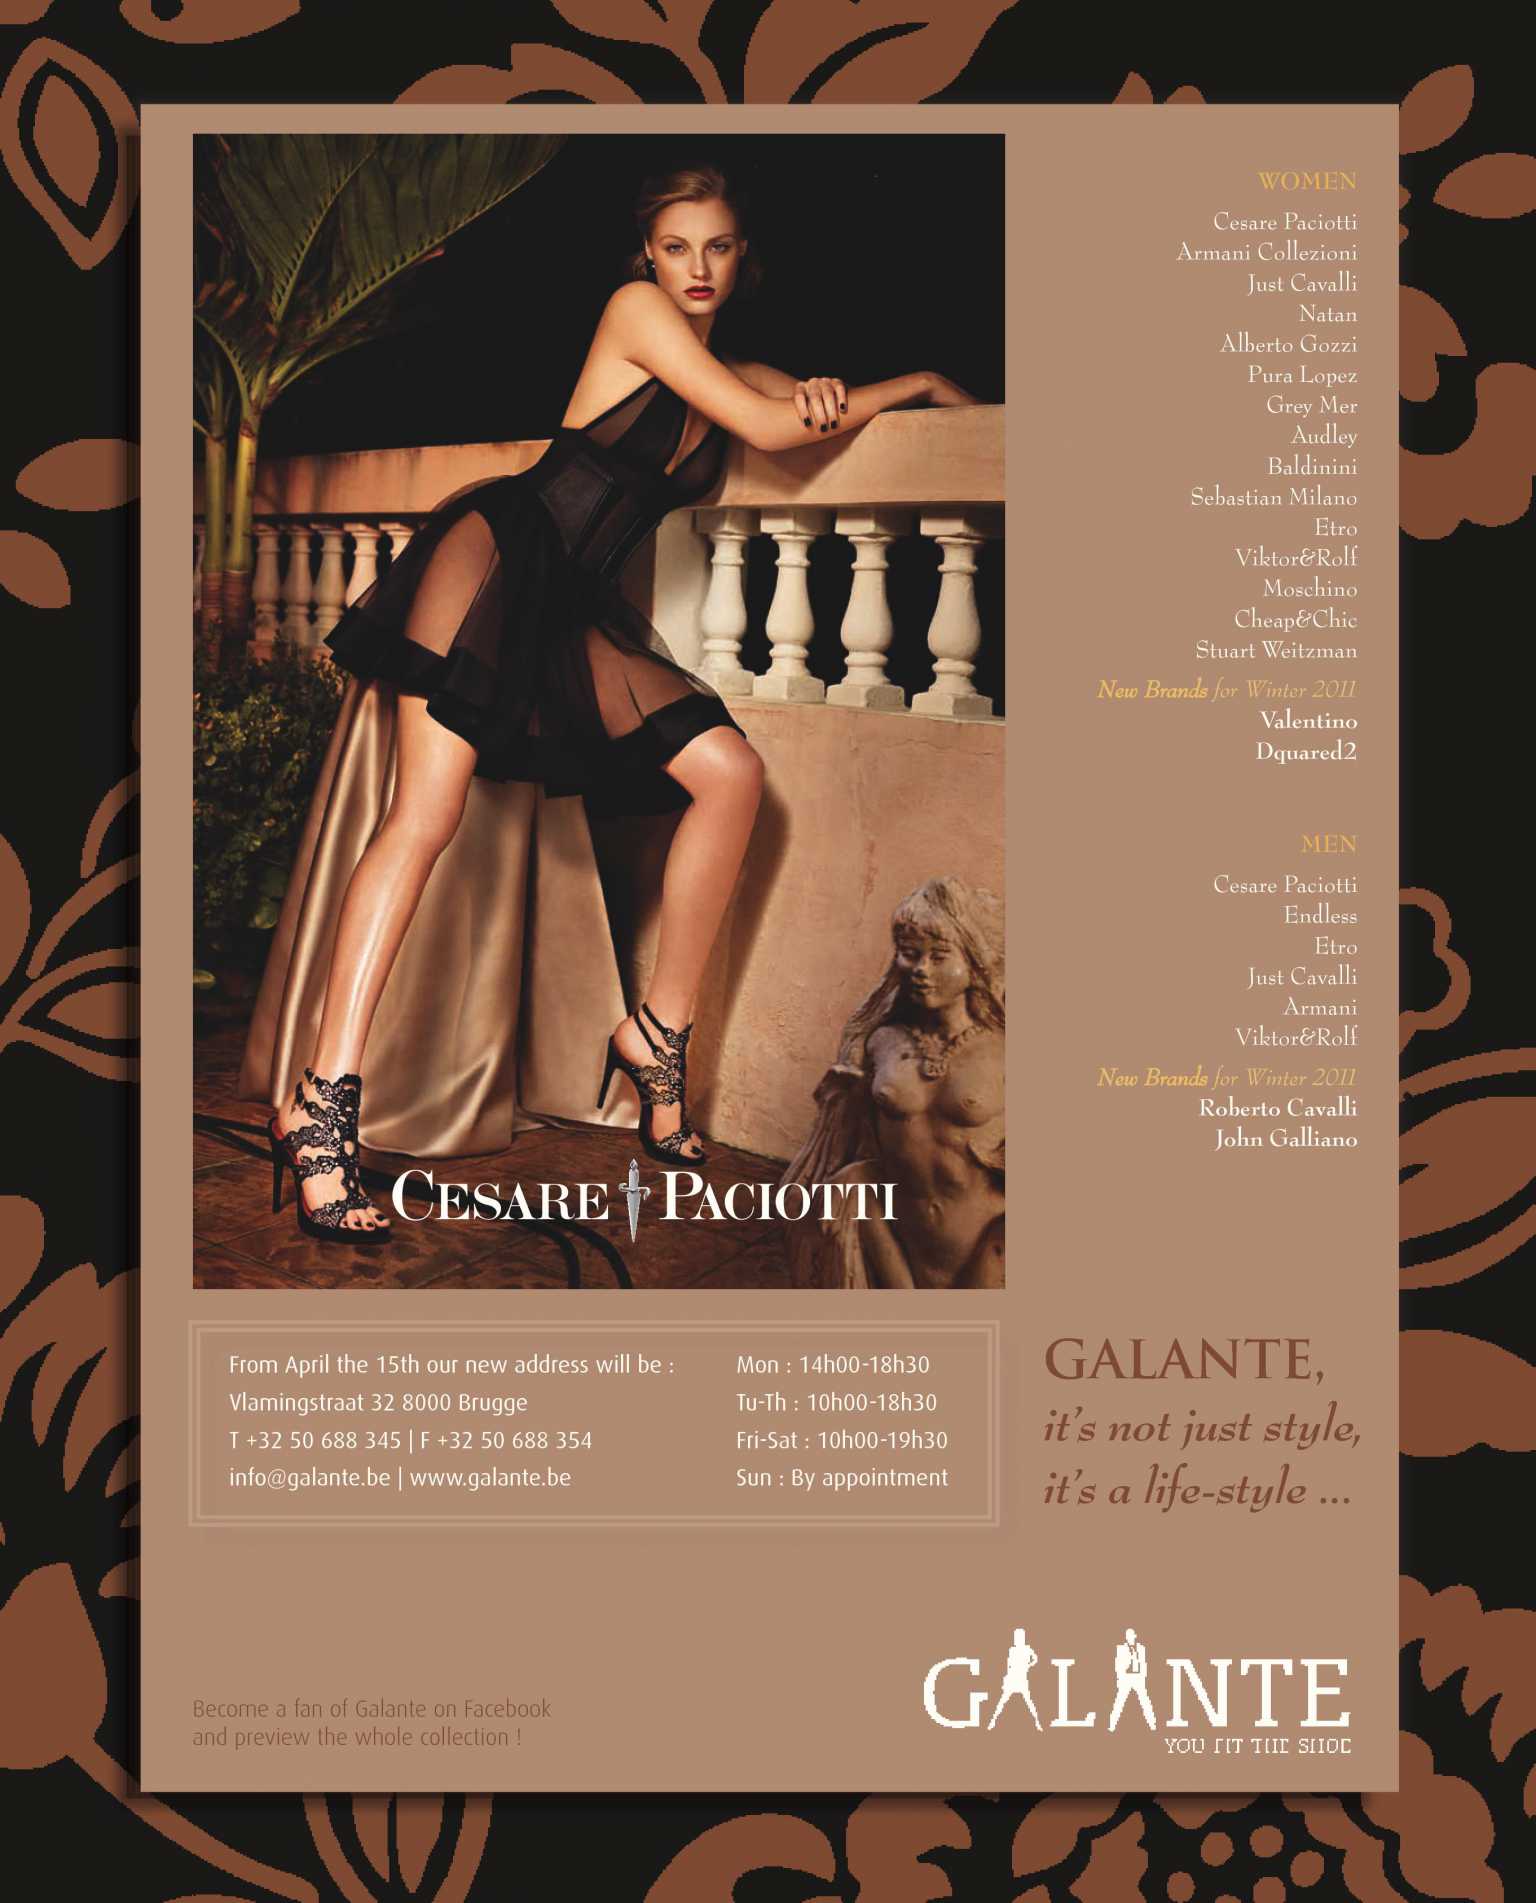 WOMEN
Cesare Paciotti
Armani Collezioni
Just Cavalli
Natan
Alberto Gozzi
Pura Lopez
Grey Mer
Audley
Baldinini
Sebastian Milano
Etro
Viktor&Rolf
Moschino
Cheap&Chic
Stuart Weitzman
New Brands for Winter 2011
Valentino
Dquared2
MEN
Cesare Paciotti
Endless
Etro
Just Cavalli
Armani
Viktor&Rolf
New Brands for Winter 2011
Roberto Cavalli
John Galliano
CESARE PACIOTTI
From April the 15th our new address will be :
Vlamingstraat 32 8000 Brugge
T +32 50 688 345 | F +32 50 688 354
info@galante.be | www.galante.be
Mon : 14h00-18h30
Tu-Th : 10h00-18h30
Fri-Sat : 10h00-19h30
Sun : By appointment
GALANTE,
it's not just style,
it's a life-style ...
Become a fan of Galante on Facebook
and preview the whole collection !
GALANTE
YOU FIT THE SHOE